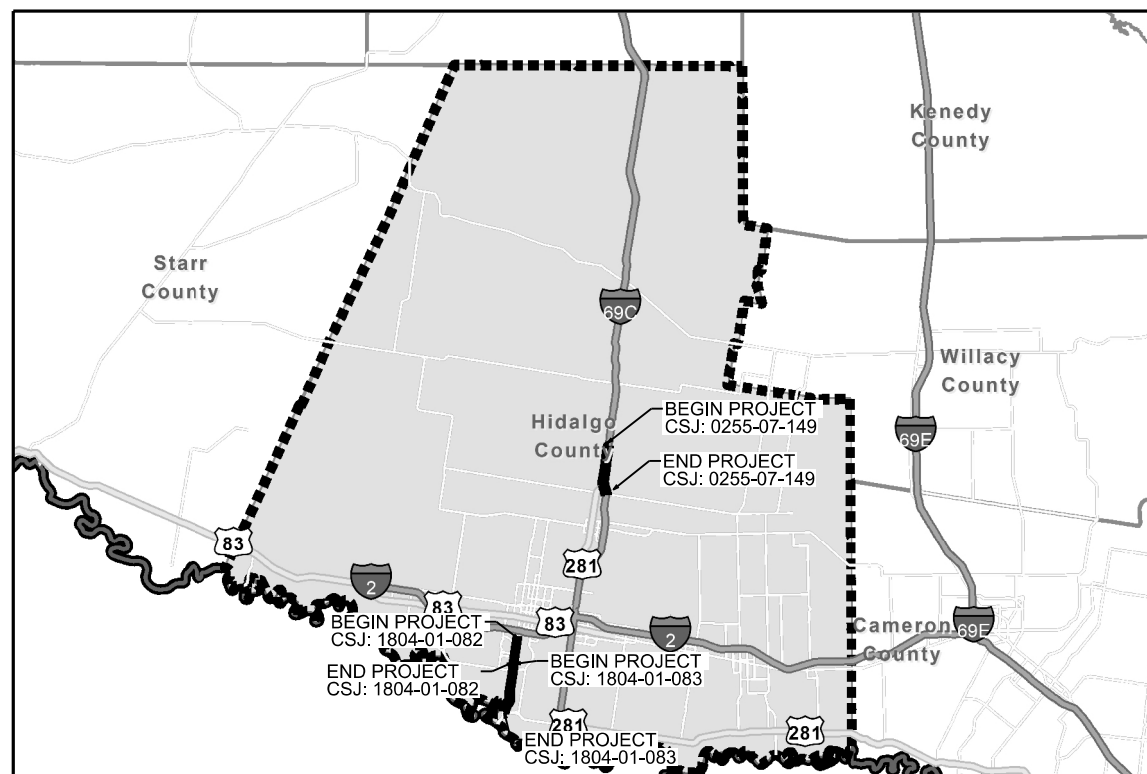 Kenedy
County
Starr
County
69C
Willacy
County
BEGIN PROJECT
CSJ: 0255-07-149
Hidalgo
County
69E
END PROJECT
CSJ: 0255-07-149
83
281
2
83
83
BEGIN PROJECT
CSJ: 1804-01-082
2
Cameron
County
69E
END PROJECT
CSJ: 1804-01-082
BEGIN PROJECT
CSJ: 1804-01-083
281
281
END PROJECT
CSJ: 1804-01-083